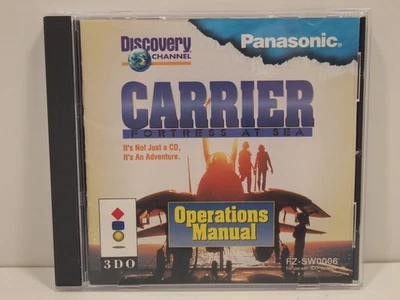 Discovery
CHANNEL
Panasonic®
CARRIER
FORTRESS AT SEA
It's Not Just a CD,
It's An Adventure.
Operations
Manual
3DO
FZ-SW0006